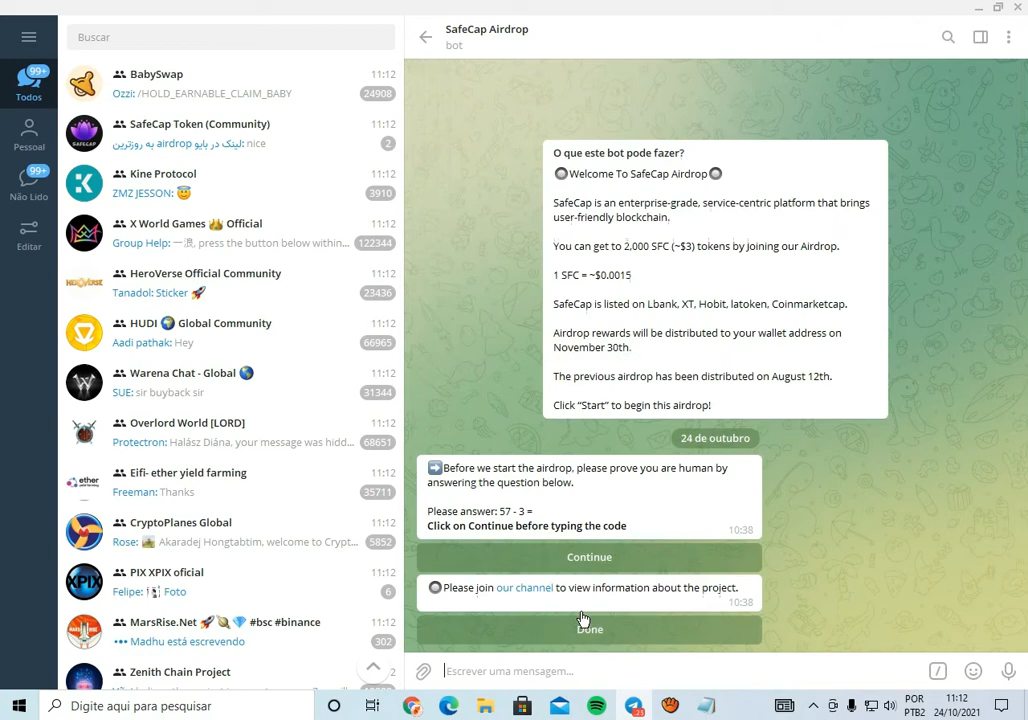 Buscar
SafeCap Airdrop
bot
99+
Todos
Pessoal
99+
Não Lido
Editar
BabySwap 11:12
Ozzi: /HOLD_EARNABLE_CLAIM_BABY 24908
SafeCap Token (Community) 11:12
لینک در بایو airdrop به روزترین: nice 2
Kine Protocol 11:12
ZMZ JESSON: 😇 3910
X World Games 👑 Official 11:12
Group Help: 一浪, press the button below within... 122344
HeroVerse Official Community 11:12
Tanadol: Sticker 🚀 23436
HUDI 🌍 Global Community 11:12
Aadi pathak: Hey 66965
Warena Chat - Global 🌎 11:12
SUE: sir buyback sir 31344
Overlord World [LORD] 11:12
Protectron: Halász Diána, your message was hidd... 68651
Eifi- ether yield farming 11:12
Freeman: Thanks 35711
CryptoPlanes Global 11:12
Rose: Akaradej Hongtabtim, welcome to Crypt... 5852
PIX XPIX oficial 11:12
Felipe: Foto 6
MarsRise.Net 🚀 🛰 💎 #bsc #binance 11:12
••• Madhu está escrevendo 302
Zenith Chain Project 11:12
SAFECAP
HEROVERSE
ether
XPIX
O que este bot pode fazer?
🔘Welcome To SafeCap Airdrop🔘
SafeCap is an enterprise-grade, service-centric platform that brings
user-friendly blockchain.
You can get to 2,000 SFC (~$3) tokens by joining our Airdrop.
1 SFC = ~$0.0015
SafeCap is listed on Lbank, XT, Hobit, latoken, Coinmarketcap.
Airdrop rewards will be distributed to your wallet address on
November 30th.
The previous airdrop has been distributed on August 12th.
Click “Start” to begin this airdrop!
24 de outubro
➡️Before we start the airdrop, please prove you are human by
answering the question below.
Please answer: 57 - 3 =
Click on Continue before typing the code
10:38
Continue
🔘Please join our channel to view information about the project.
10:38
Done
Escrever uma mensagem...
Digite aqui para pesquisar
POR
PTB2
11:12
24/10/2021